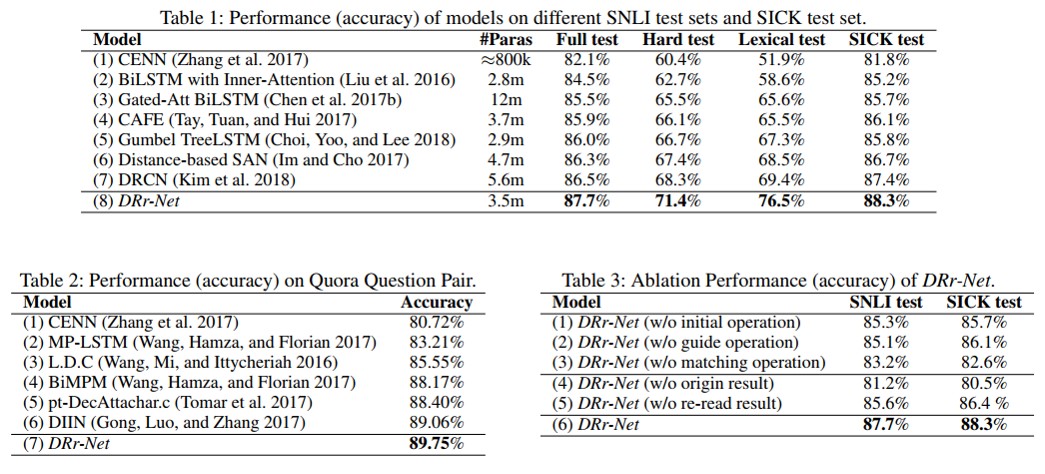 Table 1: Performance (accuracy) of models on different SNLI test sets and SICK test set.
Model #Paras Full test Hard test Lexical test SICK test
(1) CENN (Zhang et al. 2017) ≈800k 82.1% 60.4% 51.9% 81.8%
(2) BiLSTM with Inner-Attention (Liu et al. 2016) 2.8m 84.5% 62.7% 58.6% 85.2%
(3) Gated-Att BiLSTM (Chen et al. 2017b) 12m 85.5% 65.5% 65.6% 85.7%
(4) CAFE (Tay, Tuan, and Hui 2017) 3.7m 85.9% 66.1% 65.5% 86.1%
(5) Gumbel TreeLSTM (Choi, Yoo, and Lee 2018) 2.9m 86.0% 66.7% 67.3% 85.8%
(6) Distance-based SAN (Im and Cho 2017) 4.7m 86.3% 67.4% 68.5% 86.7%
(7) DRCN (Kim et al. 2018) 5.6m 86.5% 68.3% 69.4% 87.4%
(8) DRr-Net 3.5m 87.7% 71.4% 76.5% 88.3%
Table 2: Performance (accuracy) on Quora Question Pair.
Model Accuracy
(1) CENN (Zhang et al. 2017) 80.72%
(2) MP-LSTM (Wang, Hamza, and Florian 2017) 83.21%
(3) L.D.C (Wang, Mi, and Ittycheriah 2016) 85.55%
(4) BiMPM (Wang, Hamza, and Florian 2017) 88.17%
(5) pt-DecAttachar.c (Tomar et al. 2017) 88.40%
(6) DIIN (Gong, Luo, and Zhang 2017) 89.06%
(7) DRr-Net 89.75%
Table 3: Ablation Performance (accuracy) of DRr-Net.
Model SNLI test SICK test
(1) DRr-Net (w/o initial operation) 85.3% 85.7%
(2) DRr-Net (w/o guide operation) 85.1% 86.1%
(3) DRr-Net (w/o matching operation) 83.2% 82.6%
(4) DRr-Net (w/o origin result) 81.2% 80.5%
(5) DRr-Net (w/o re-read result) 85.6% 86.4 %
(6) DRr-Net 87.7% 88.3%